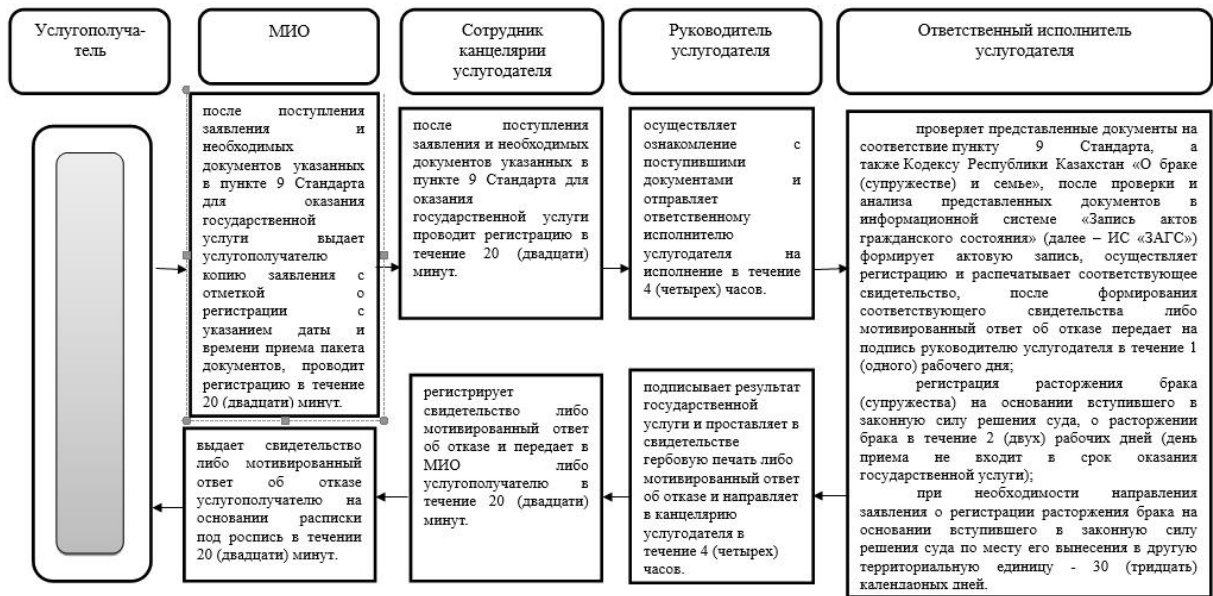 Услугополуча-
тель
МИО
Сотрудник
канцелярии
услугодателя
Руководитель
услугодателя
Ответственный исполнитель
услугодателя
после поступления
заявления и
необходимых
документов указанных
в пункте 9 Стандарта
для оказания
государственной
услуги выдает
услугополучателю
копию заявления с
отметкой о
регистрации с
указанием даты и
времени приема пакета
документов, проводит
регистрацию в течение
20 (двадцати) минут.
после поступления
заявления и необходимых
документов указанных в
пункте 9 Стандарта для
оказания
государственной услуги
проводит регистрацию в
течение 20 (двадцати)
минут.
осуществляет
ознакомление с
поступившими
документами и
отправляет
ответственному
исполнителю
услугодателя на
исполнение в течение
4 (четырех) часов.
проверяет представленные документы на
соответствие пункту 9 Стандарта, а
также Кодексу Республики Казахстан «О браке
(супружестве) и семье», после проверки и
анализа представленных документов в
информационной системе «Запись актов
гражданского состояния» (далее – ИС «ЗАГС»)
формирует актовую запись, осуществляет
регистрацию и распечатывает соответствующее
свидетельство, после формирования
соответствующего свидетельства либо
мотивированный ответ об отказе передает на
подпись руководителю услугодателя в течение 1
(одного) рабочего дня;
регистрация расторжения брака
(супружества) на основании вступившего в
законную силу решения суда, о расторжении
брака в течение 2 (двух) рабочих дней (день
приема не входит в срок оказания
государственной услуги);
при необходимости направления
заявления о регистрации расторжения брака на
основании вступившего в законную силу
решения суда по месту его вынесения в другую
территориальную единицу - 30 (тридцать)
календарных дней.
подписывает результат
государственной
услуги и проставляет в
свидетельстве
гербовую печать либо
мотивированный ответ
об отказе и направляет
в канцелярию
услугодателя в
течение 4 (четырех)
часов.
регистрирует
свидетельство либо
мотивированный ответ
об отказе и передает в
МИО либо
услугополучателю в
течение 20 (двадцати)
минут.
выдает свидетельство
либо мотивированный
ответ об отказе
услугополучателю на
основании расписки
под роспись в течении
20 (двадцати) минут.